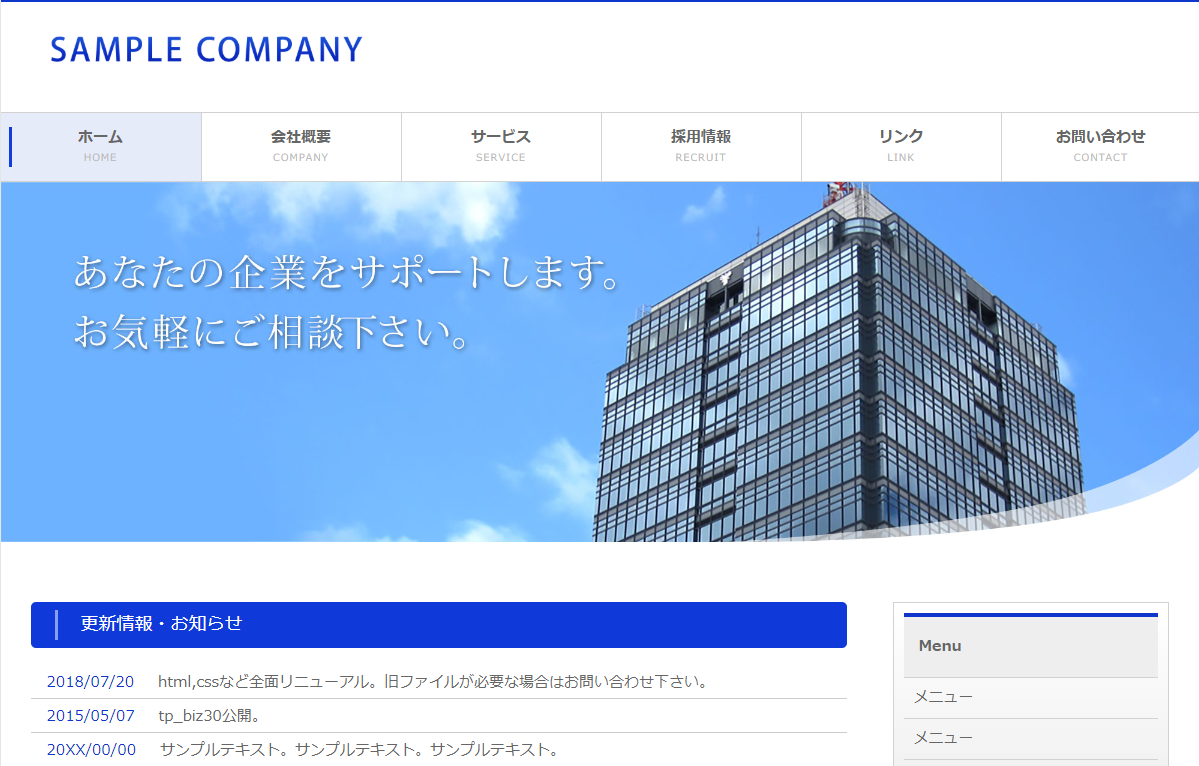 SAMPLE COMPANY
ホーム
HOME
会社概要
COMPANY
サービス
SERVICE
採用情報
RECRUIT
リンク
LINK
お問い合わせ
CONTACT
あなたの企業をサポートします。
お気軽にご相談下さい。
更新情報・お知らせ
2018/07/20 html,cssなど全面リニューアル。旧ファイルが必要な場合はお問い合わせ下さい。
2015/05/07 tp_biz30公開。
20XX/00/00 サンプルテキスト。サンプルテキスト。サンプルテキスト。
Menu
メニュー
メニュー